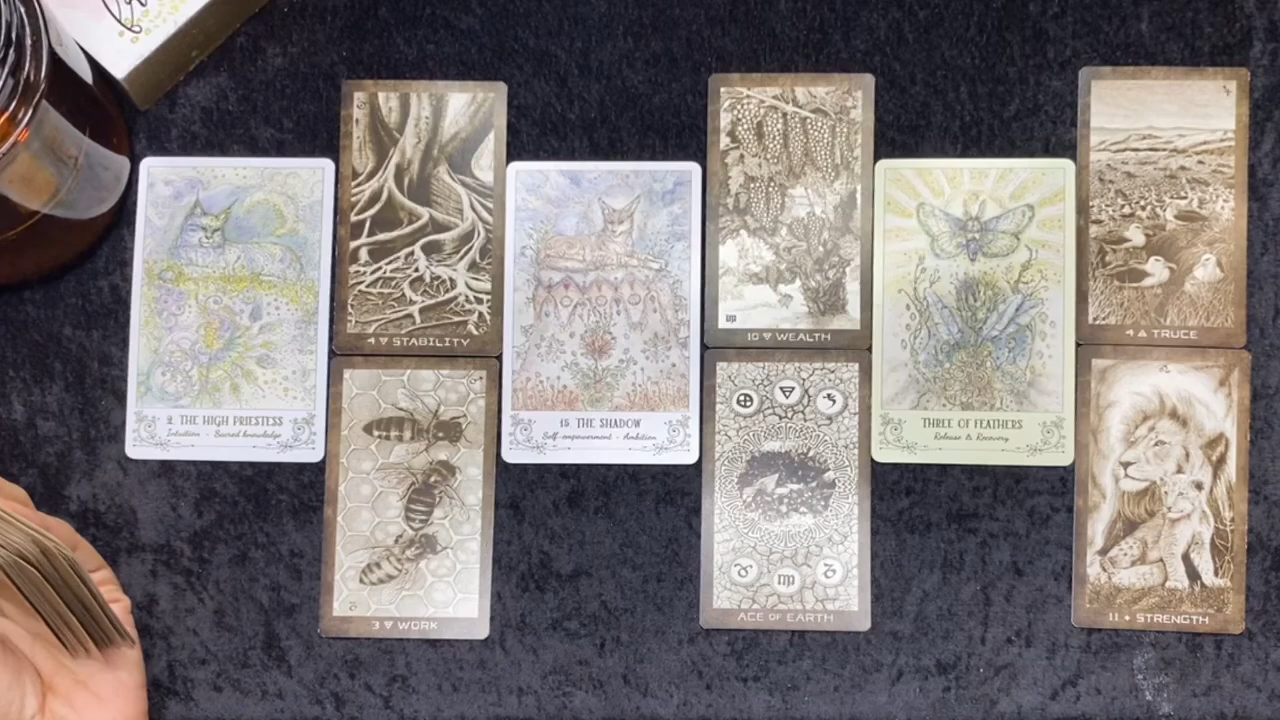 2. THE HIGH PRIESTESS
Intuition - Sacred knowledge
4 STABILITY
3 WORK
15. THE SHADOW
Self-empowerment - Ambition
10 WEALTH
ACE OF EARTH
THREE OF FEATHERS
Release & Recovery
4 TRUCE
11 STRENGTH